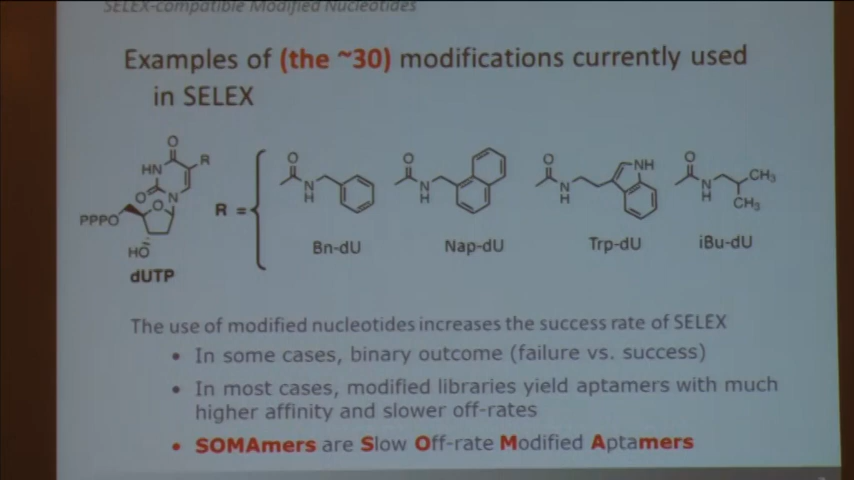 SELEX-compatible Modified Nucleotides
Examples of (the ~30) modifications currently used
in SELEX
O
HN
R
O
N
PPPO
O
HO
dUTP
R =
O
N
H
Bn-dU
O
N
H
Nap-dU
O
N
H
NH
Trp-dU
O
N
H
CH3
CH3
iBu-dU
The use of modified nucleotides increases the success rate of SELEX
• In some cases, binary outcome (failure vs. success)
• In most cases, modified libraries yield aptamers with much
higher affinity and slower off-rates
• SOMAmers are Slow Off-rate Modified Aptamers